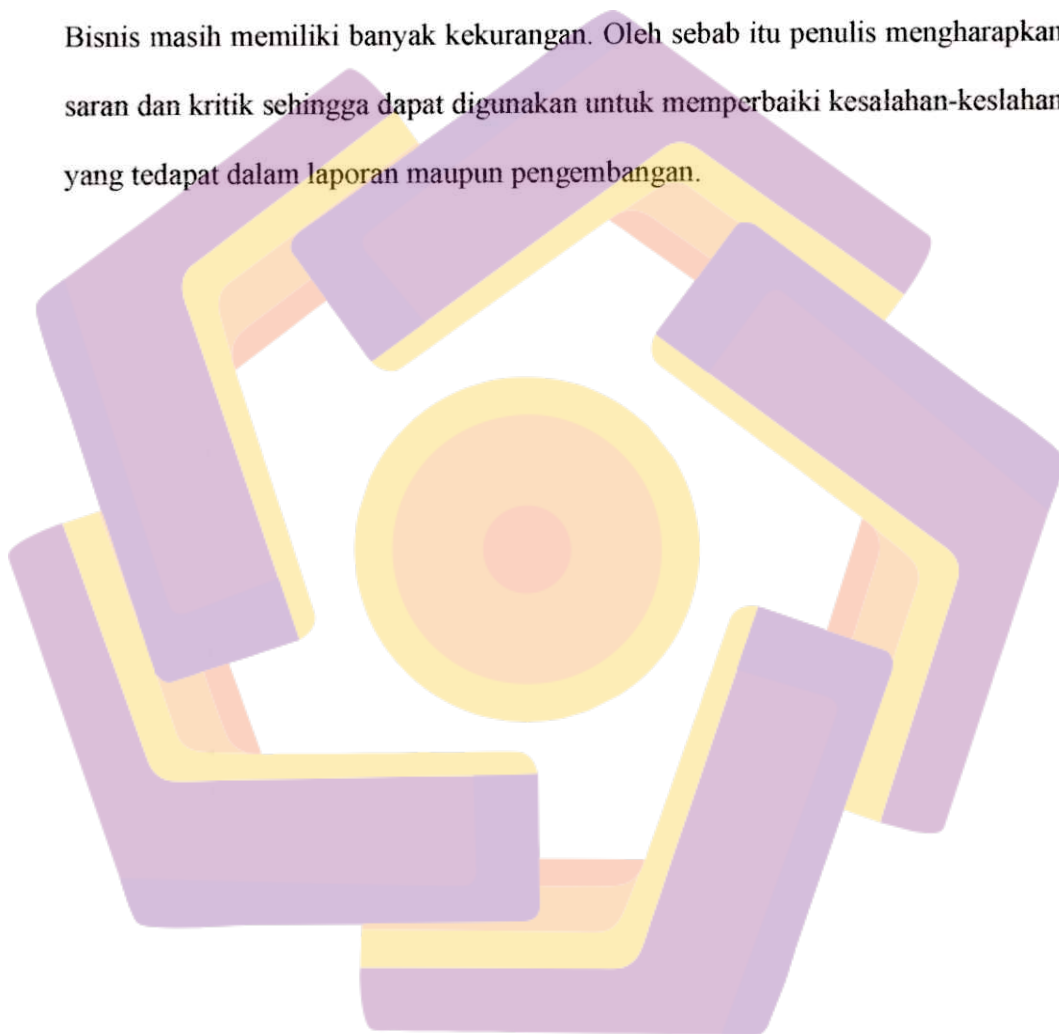 Bisnis masih memiliki banyak kekurangan. Oleh sebab itu penulis mengharapkan
saran dan kritik sehingga dapat digunakan untuk memperbaiki kesalahan-keslahan
yang tedapat dalam laporan maupun pengembangan.